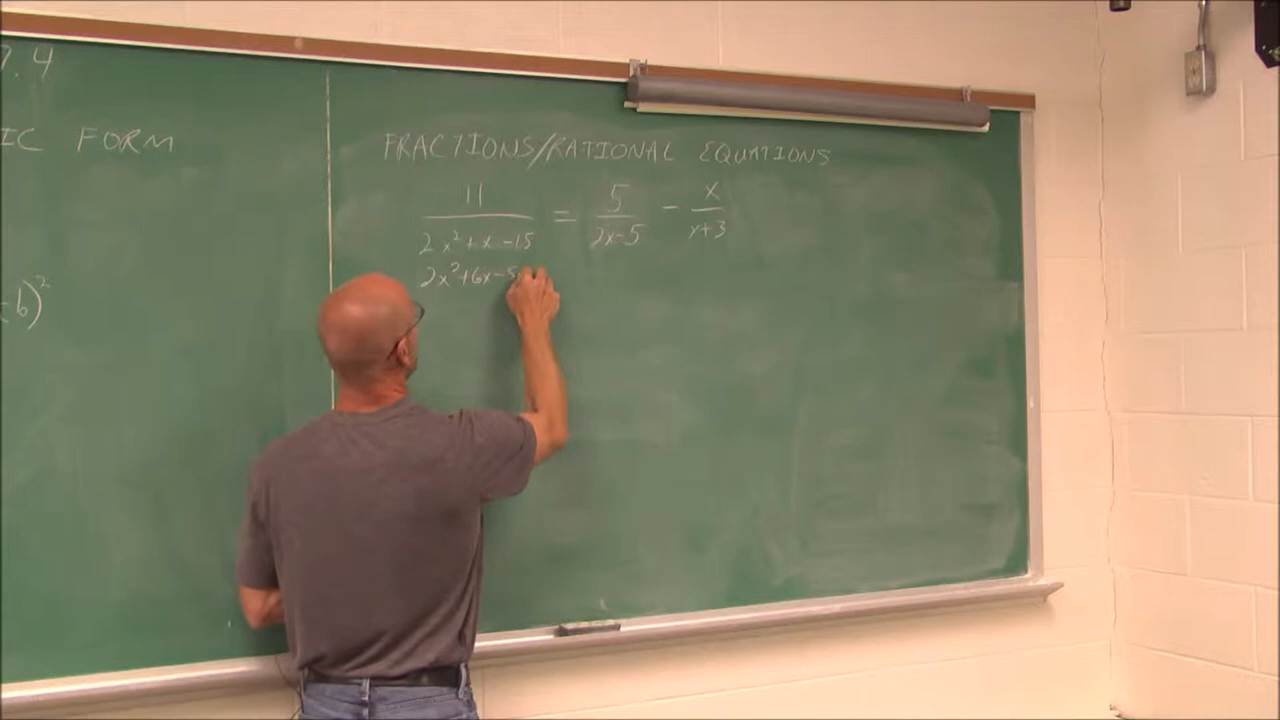 7.4
IC FORM
b)²
FRACTIONS/RATIONAL EQUATIONS
11 / (2x² + x - 15) = 5 / (2x-5) - x / (x+3)
2x²+6x-5